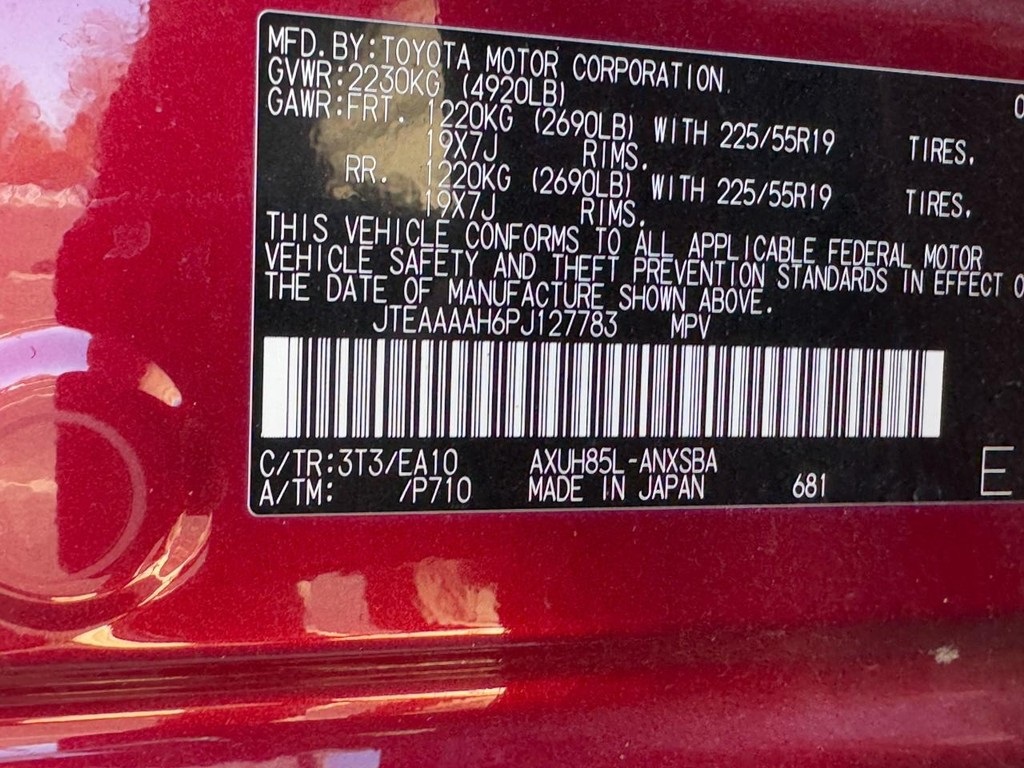 MFD. BY: TOYOTA MOTOR CORPORATION
GVWR: 2230KG (4920LB)
GAWR: FRT. 1220KG (2690LB) WITH 225/55R19 TIRES.
19X7J RIMS.
RR. 1220KG (2690LB) WITH 225/55R19 TIRES.
19X7J RIMS.
THIS VEHICLE CONFORMS TO ALL APPLICABLE FEDERAL MOTOR
VEHICLE SAFETY AND THEFT PREVENTION STANDARDS IN EFFECT
THE DATE OF MANUFACTURE SHOWN ABOVE.
JTEAAAAH6PJ127783 MPV
C/TR: 3T3/EA10 AXUH85L-ANXSBA
A/TM: /P710 MADE IN JAPAN 681 E